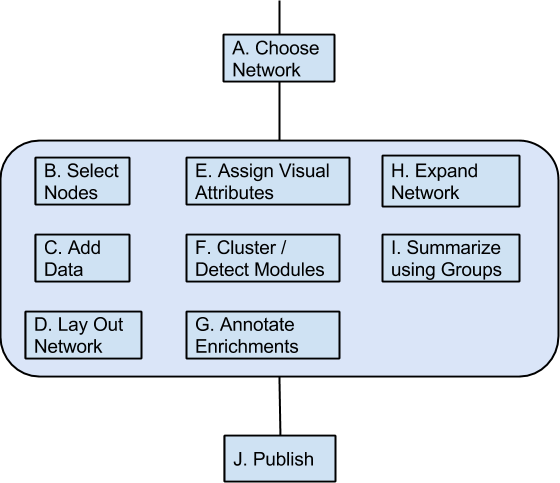 A. Choose
Network
B. Select
Nodes
C. Add
Data
D. Lay Out
Network
E. Assign Visual
Attributes
F. Cluster /
Detect Modules
G. Annotate
Enrichments
H. Expand
Network
I. Summarize
using Groups
J. Publish